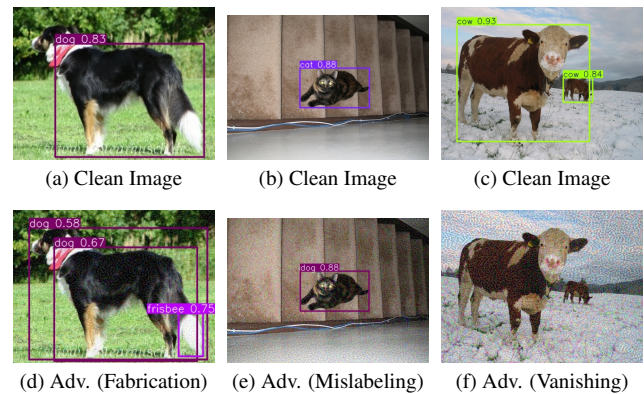 dog 0.83
cat 0.88
cow 0.93
cow 0.84
(a) Clean Image
(b) Clean Image
(c) Clean Image
dog 0.58
dog 0.67
frisbee 0.75
dog 0.88
(d) Adv. (Fabrication)
(e) Adv. (Mislabeling)
(f) Adv. (Vanishing)